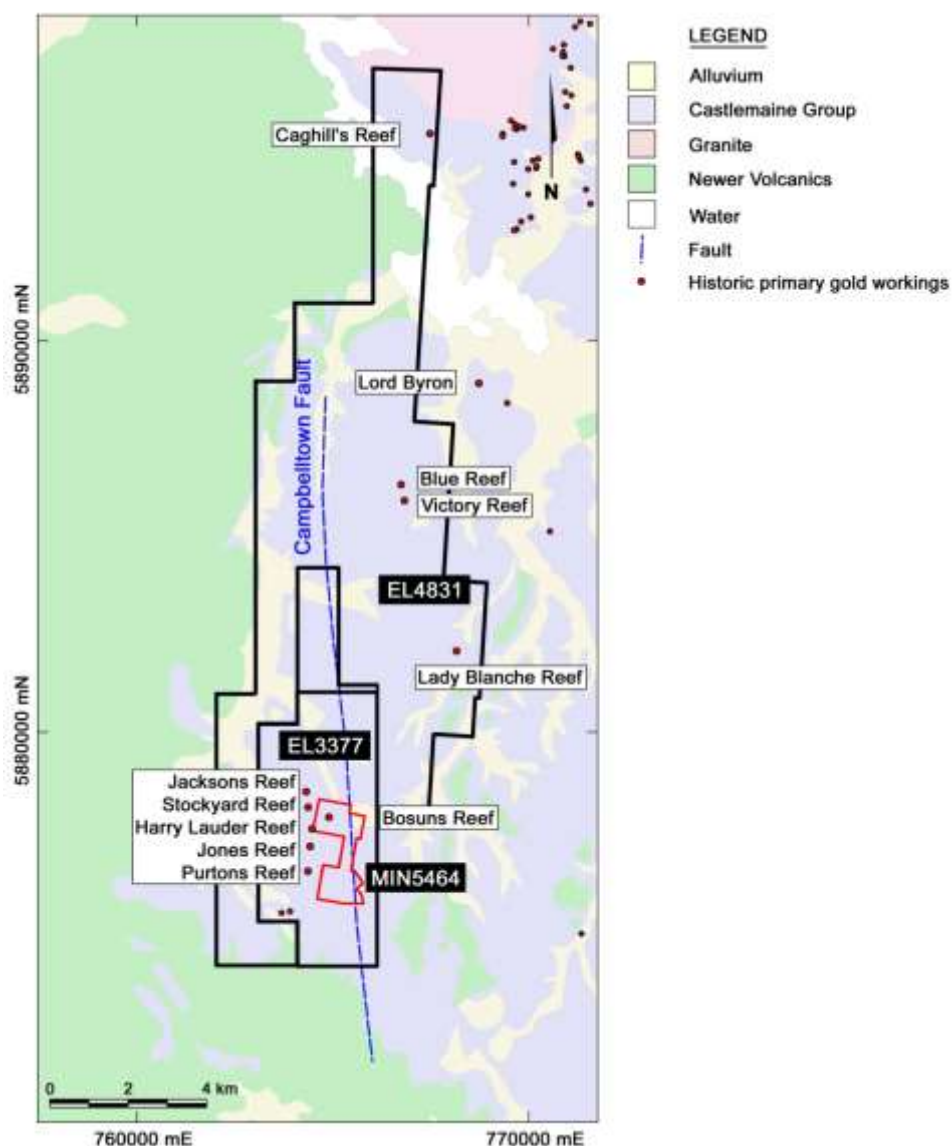 LEGEND
Alluvium
Castlemaine Group
Granite
Newer Volcanics
Water
Fault
Historic primary gold workings
N
Caghill's Reef
5890000 mN
Lord Byron
Campbelltown Fault
Blue Reef
Victory Reef
EL4831
Lady Blanche Reef
5880000 mN
EL3377
Jacksons Reef
Stockyard Reef
Harry Lauder Reef
Jones Reef
Purtons Reef
Bosuns Reef
MIN5464
0 2 4 km
760000 mE
770000 mE